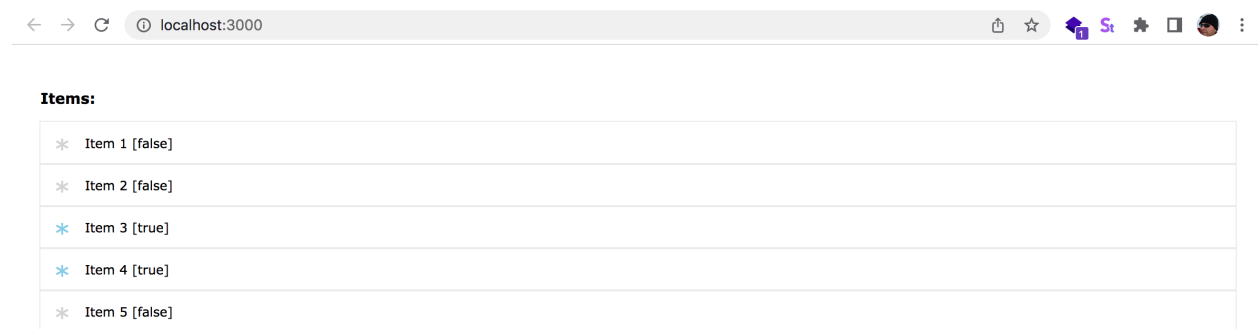 localhost:3000
St
1
Items:
* Item 1 [false]
* Item 2 [false]
* Item 3 [true]
* Item 4 [true]
* Item 5 [false]